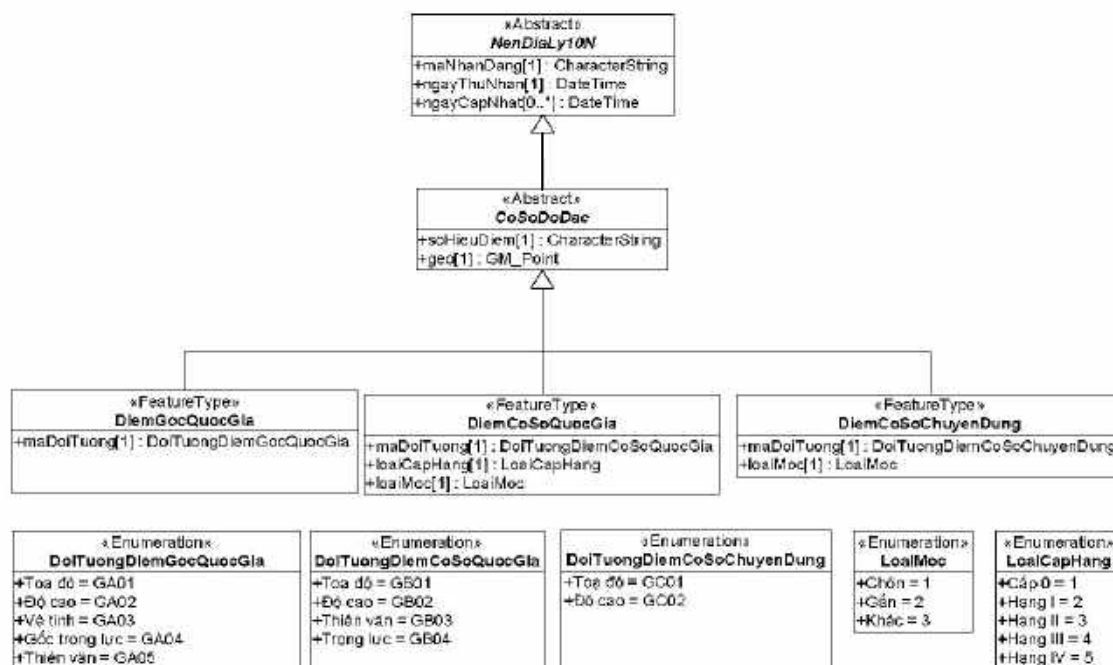 «Abstract»
NenDiaLy10N
+maNhanDang[1] : CharacterString
+ngayThuNhan[1] : DateTime
+ngayCapNhat[0..*] : DateTime
«Abstract»
CoSoDoDac
+soHieuDiem[1] : CharacterString
+geo[1] : GM_Point
«FeatureType»
DiemGocQuocGia
+maDoiTuong[1] : DoiTuongDiemGocQuocGia
«FeatureType»
DiemCoSoQuocGia
+maDoiTuong[1] : DoiTuongDiemCoSoQuocGia
+loaiCapHang[1] : LoaiCapHang
+loaiMoc[1] : LoaiMoc
«FeatureType»
DiemCoSoChuyenDung
+maDoiTuong[1] : DoiTuongDiemCoSoChuyenDung
+loaiMoc[1] : LoaiMoc
«Enumeration»
DoiTuongDiemGocQuocGia
+Tọa độ = GA01
+Độ cao = GA02
+Vệ tinh = GA03
+Gốc trọng lực = GA04
+Thiên văn = GA05
«Enumeration»
DoiTuongDiemCoSoQuocGia
+Tọa độ = GB01
+Độ cao = GB02
+Thiên văn = GB03
+Trọng lực = GB04
«Enumeration»
DoiTuongDiemCoSoChuyenDung
+Tọa độ = GC01
+Độ cao = GC02
«Enumeration»
LoaiMoc
+Chôn = 1
+Gắn = 2
+Khác = 3
«Enumeration»
LoaiCapHang
+Cấp 0 = 1
+Hạng I = 2
+Hạng II = 3
+Hạng III = 4
+Hạng IV = 5